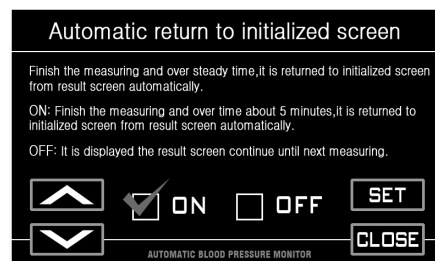 Automatic return to initialized screen
Finish the measuring and over steady time,it is returned to initialized screen
from result screen automatically.
ON: Finish the measuring and over time about 5 minutes,it is returned to
initialized screen from result screen automatically.
OFF: It is displayed the result screen continue until next measuring.
ON OFF SET
CLOSE
AUTOMATIC BLOOD PRESSURE MONITOR